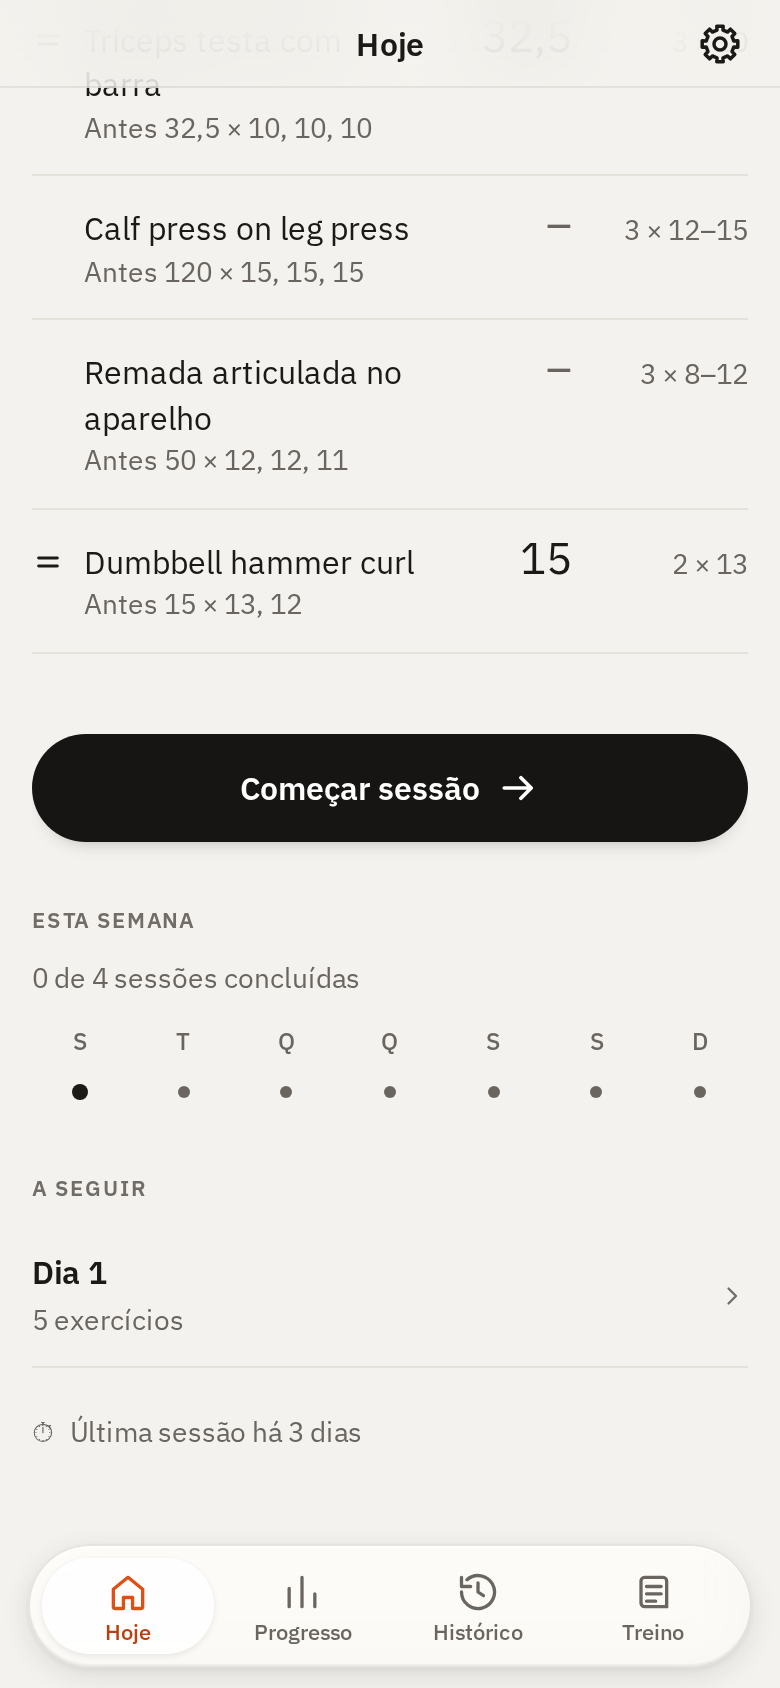 Hoje
Tríceps testa com 32,5
barra
Antes 32,5 × 10, 10, 10
Calf press on leg press – 3 × 12–15
Antes 120 × 15, 15, 15
Remada articulada no – 3 × 8–12
aparelho
Antes 50 × 12, 12, 11
= Dumbbell hammer curl 15 2 × 13
Antes 15 × 13, 12
Começar sessão →
ESTA SEMANA
0 de 4 sessões concluídas
S T Q Q S S D
A SEGUIR
Dia 1
5 exercícios
Última sessão há 3 dias
Hoje Progresso Histórico Treino